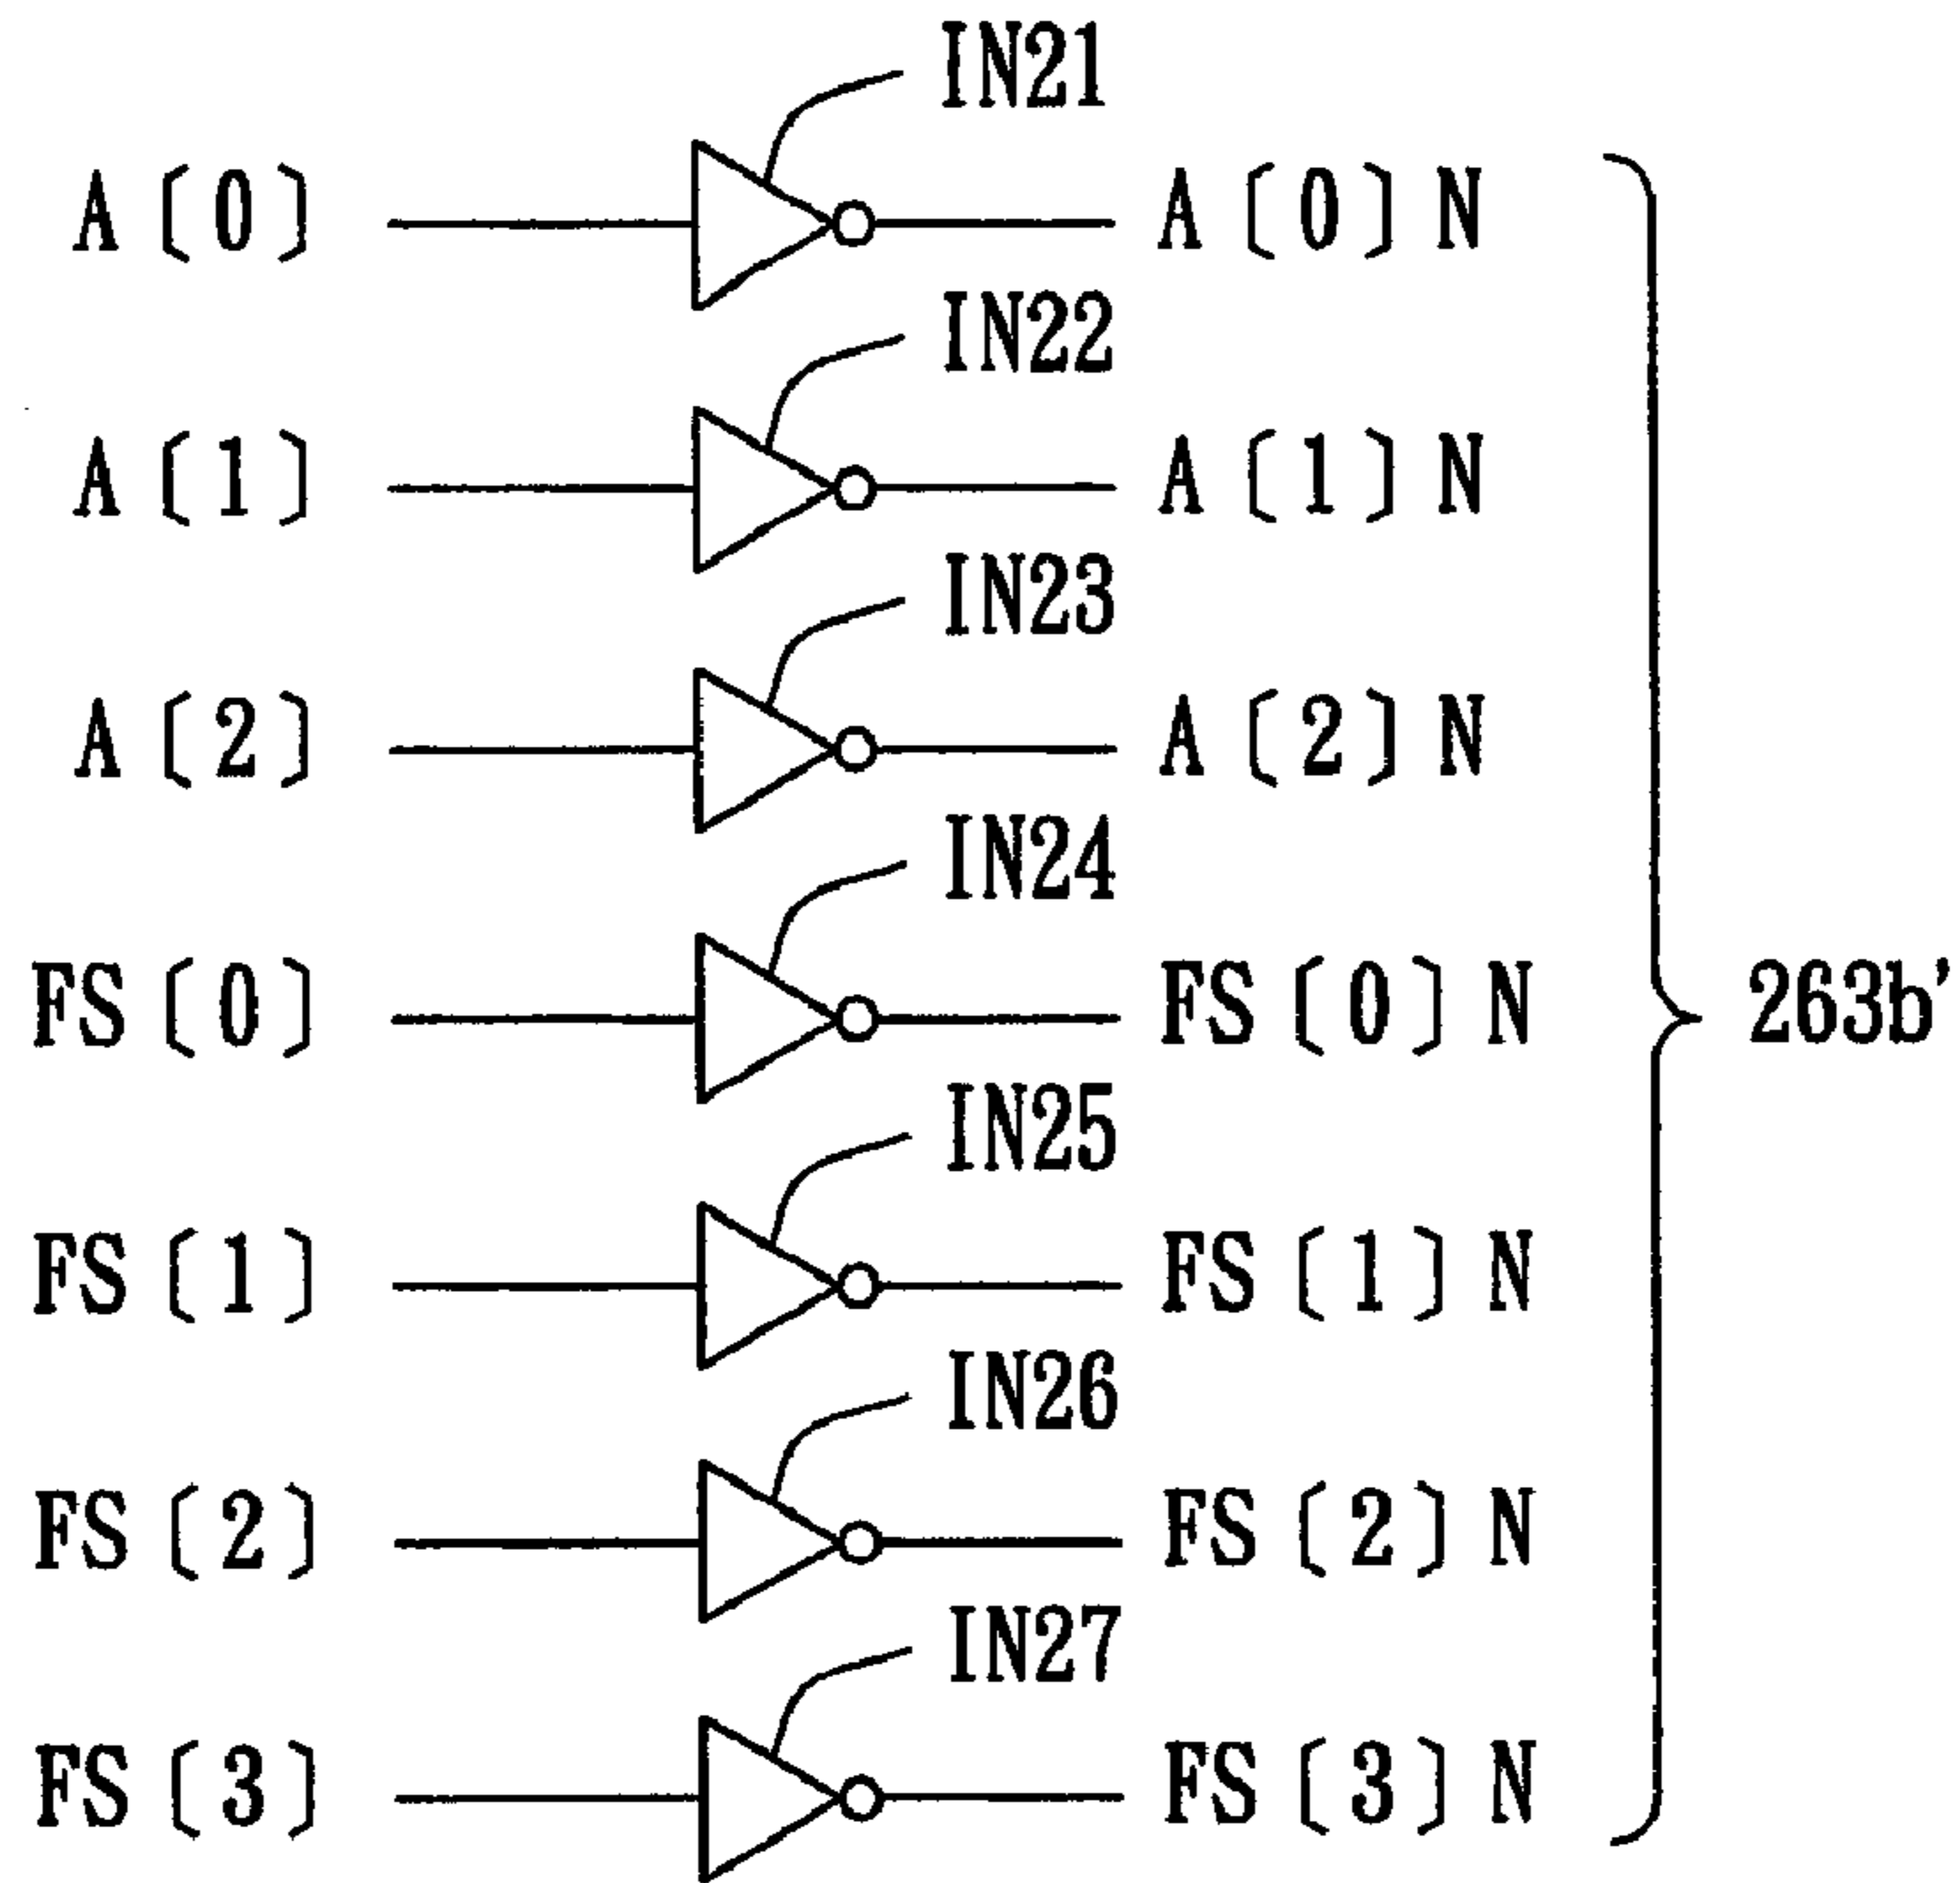 IN21
A〔0〕 A〔0〕N
IN22
A〔1〕 A〔1〕N
IN23
A〔2〕 A〔2〕N
IN24
FS〔0〕 FS〔0〕N
263b'
IN25
FS〔1〕 FS〔1〕N
IN26
FS〔2〕 FS〔2〕N
IN27
FS〔3〕 FS〔3〕N